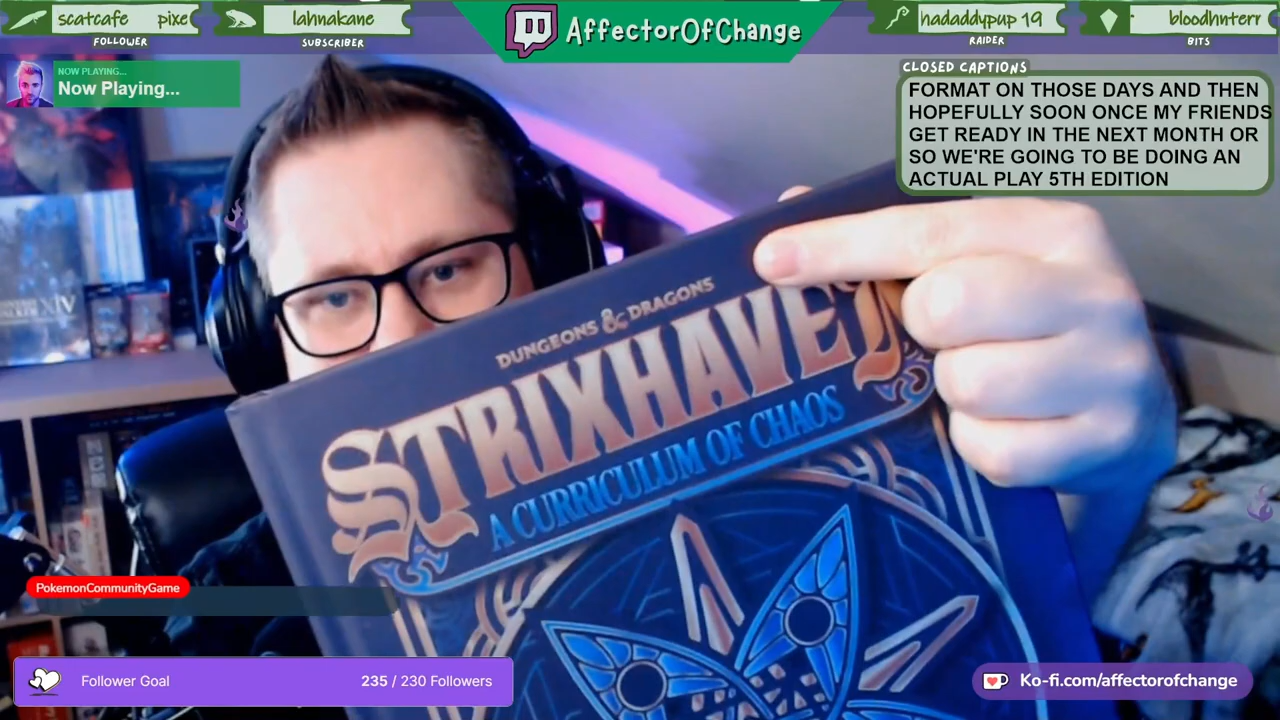 scatcafe pixe
FOLLOWER
lahnakane
SUBSCRIBER
AffectorOfChange
hadaddypup 19
RAIDER
bloodhnterr
BITS
NOW PLAYING...
Now Playing...
CLOSED CAPTIONS
FORMAT ON THOSE DAYS AND THEN
HOPEFULLY SOON ONCE MY FRIENDS
GET READY IN THE NEXT MONTH OR
SO WE'RE GOING TO BE DOING AN
ACTUAL PLAY 5TH EDITION
XIV
DUNGEONS & DRAGONS
STRIXHAVEN
A CURRICULUM OF CHAOS
PokemonCommunityGame
Follower Goal
235 / 230 Followers
Ko-fi.com/affectorofchange